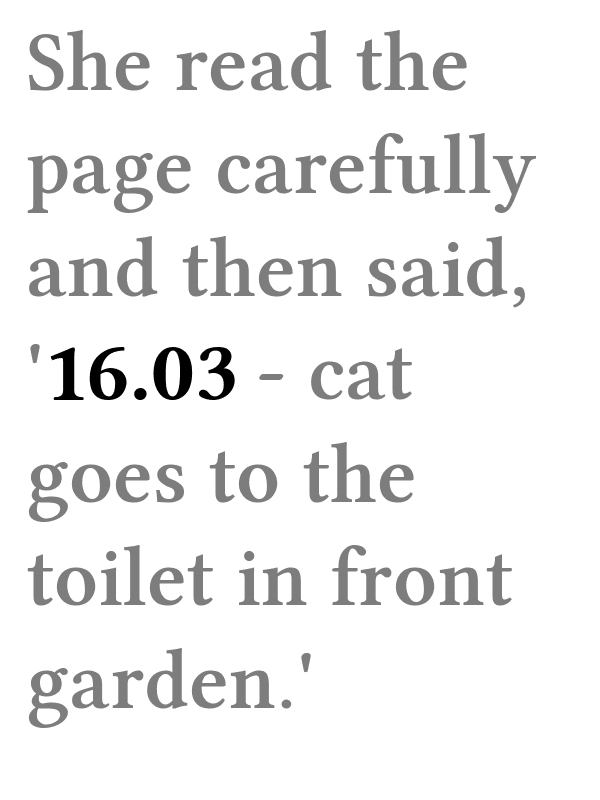 She read the
page carefully
and then said,
'16.03 - cat
goes to the
toilet in front
garden.'